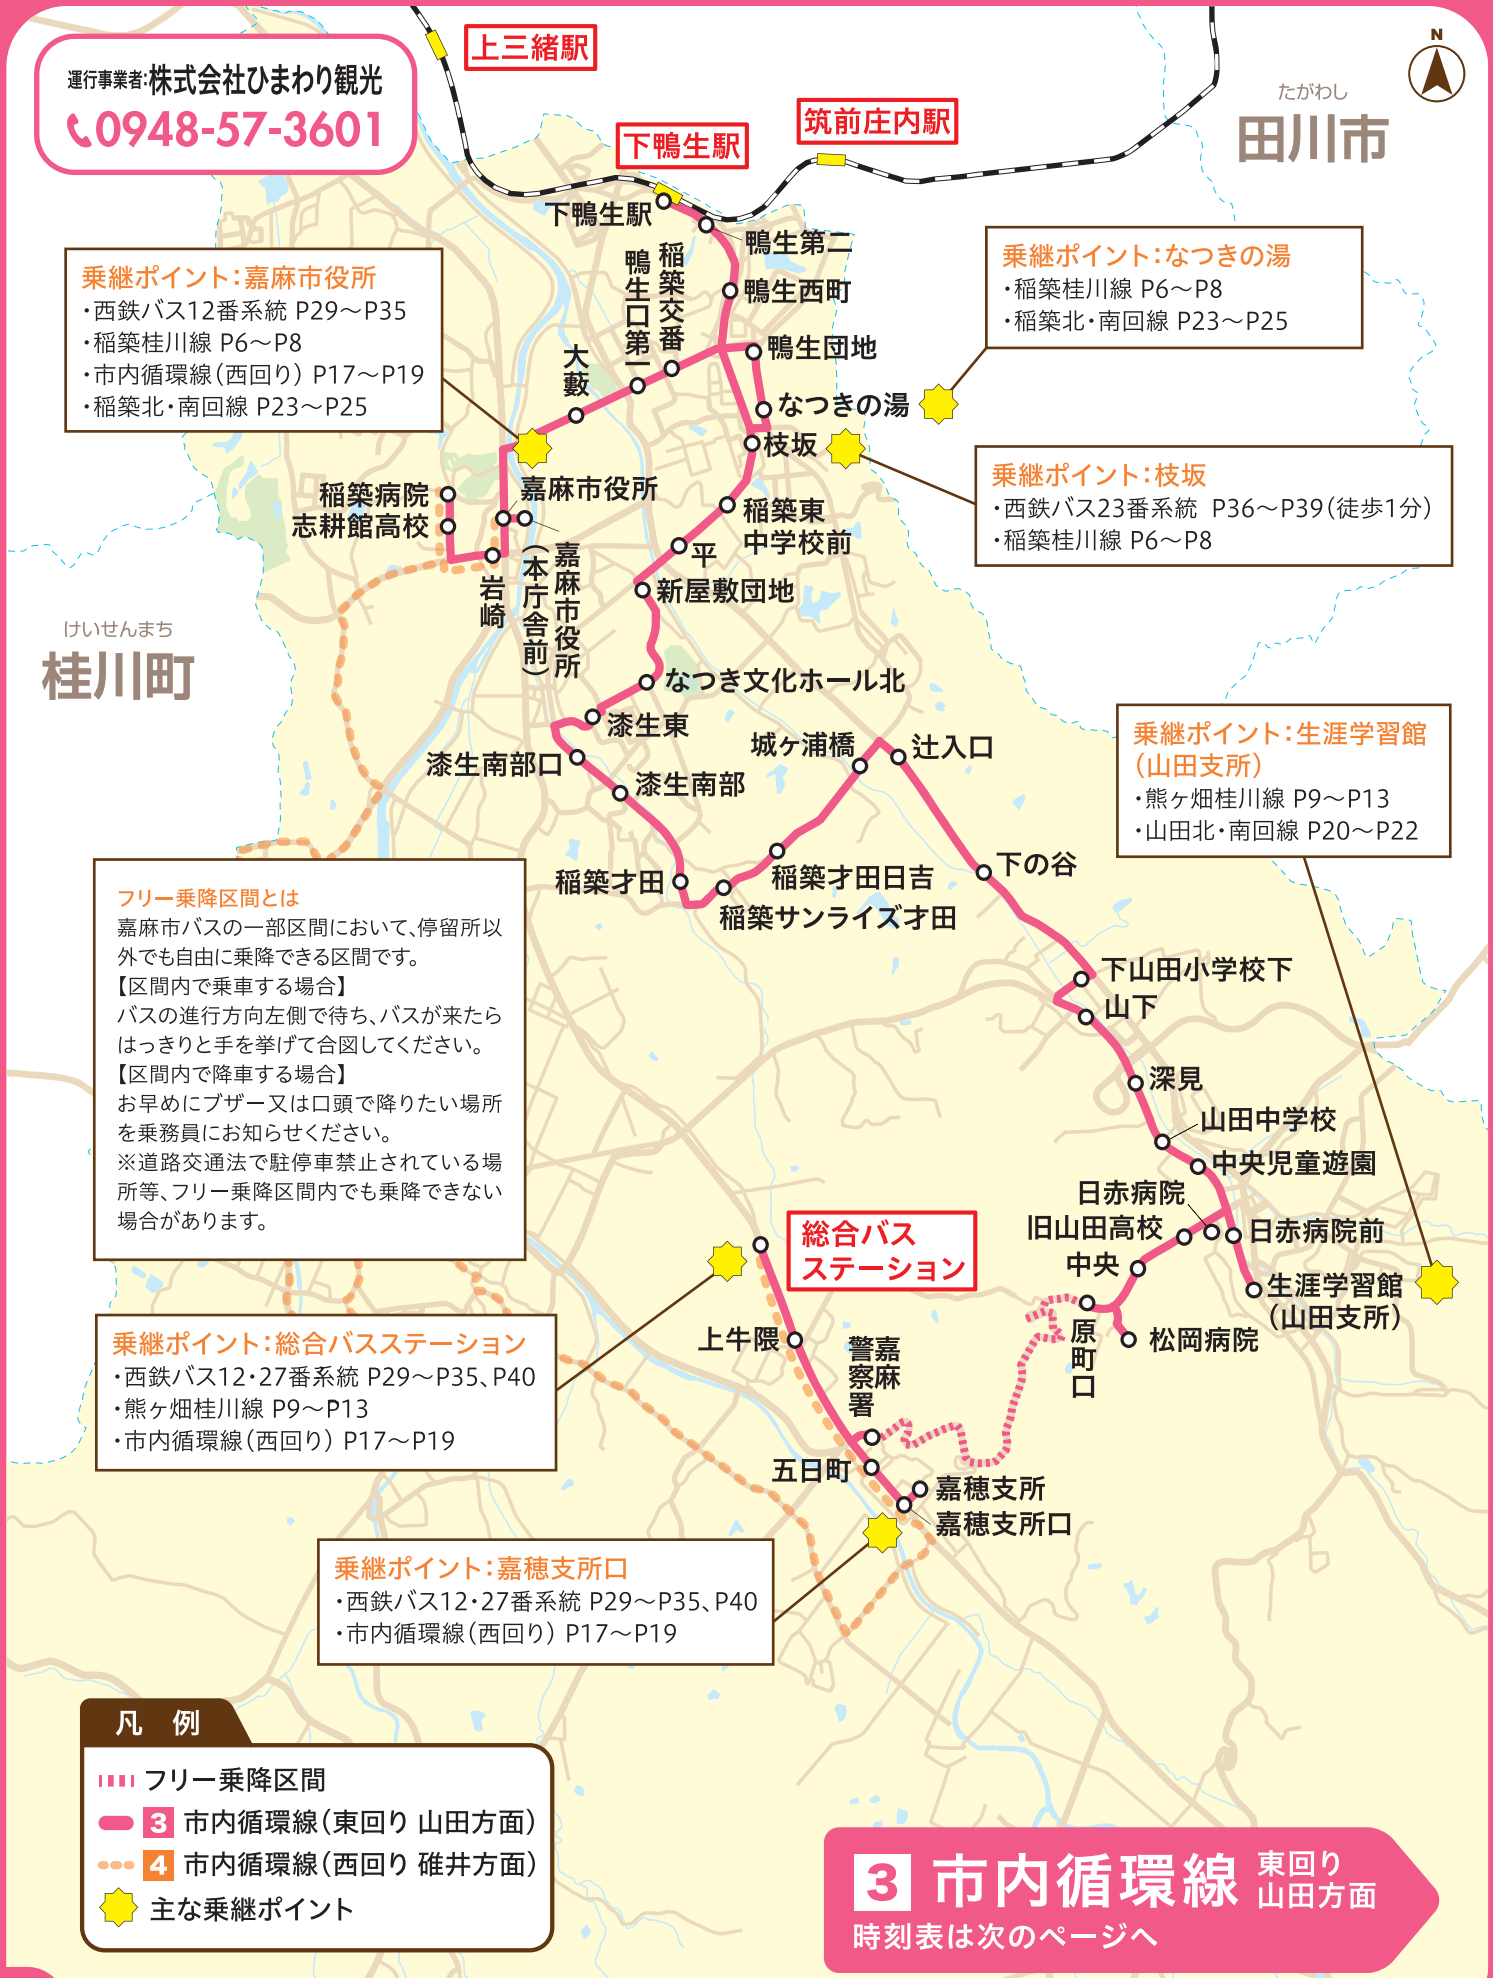 運行事業者:株式会社ひまわり観光
0948-57-3601
上三緒駅
下鴨生駅
筑前庄内駅
N
たがわし
田川市
けいせんまち
桂川町
乗継ポイント：嘉麻市役所
・西鉄バス12番系統 P29～P35
・稲築桂川線 P6～P8
・市内循環線（西回り） P17～P19
・稲築北・南回線 P23～P25
乗継ポイント：なつきの湯
・稲築桂川線 P6～P8
・稲築北・南回線 P23～P25
乗継ポイント：枝坂
・西鉄バス23番系統 P36～P39（徒歩1分）
・稲築桂川線 P6～P8
乗継ポイント：生涯学習館
（山田支所）
・熊ヶ畑桂川線 P9～P13
・山田北・南回線 P20～P22
下鴨生駅
鴨生第二
鴨生西町
鴨生団地
なつきの湯
枝坂
稲築交番
鴨生口第一
大藪
嘉麻市役所
嘉麻市役所
（本庁舎前）
稲築病院
志耕館高校
岩崎
稲築東
中学校前
平
新屋敷団地
なつき文化ホール北
漆生東
漆生南部口
漆生南部
稲築才田
稲築サンライズ才田
稲築才田日吉
城ヶ浦橋
辻入口
下の谷
下山田小学校下
山下
深見
山田中学校
中央児童遊園
日赤病院
旧山田高校
日赤病院前
中央
生涯学習館
（山田支所）
原町口
松岡病院
総合バス
ステーション
上牛隈
嘉麻
警察署
五日町
嘉穂支所
嘉穂支所口
フリー乗降区間とは
嘉麻市バスの一部区間において、停留所以
外でも自由に乗降できる区間です。
【区間内で乗車する場合】
バスの進行方向左側で待ち、バスが来たら
はっきりと手を挙げて合図してください。
【区間内で降車する場合】
お早めにブザー又は口頭で降りたい場所
を乗務員にお知らせください。
※道路交通法で駐停車禁止されている場
所等、フリー乗降区間内でも乗降できない
場合があります。
乗継ポイント：総合バスステーション
・西鉄バス12・27番系統 P29～P35、P40
・熊ヶ畑桂川線 P9～P13
・市内循環線（西回り） P17～P19
乗継ポイント：嘉穂支所口
・西鉄バス12・27番系統 P29～P35、P40
・市内循環線（西回り） P17～P19
凡 例
フリー乗降区間
3 市内循環線（東回り 山田方面）
4 市内循環線（西回り 碓井方面）
主な乗継ポイント
3 市内循環線 東回り
山田方面
時刻表は次のページへ